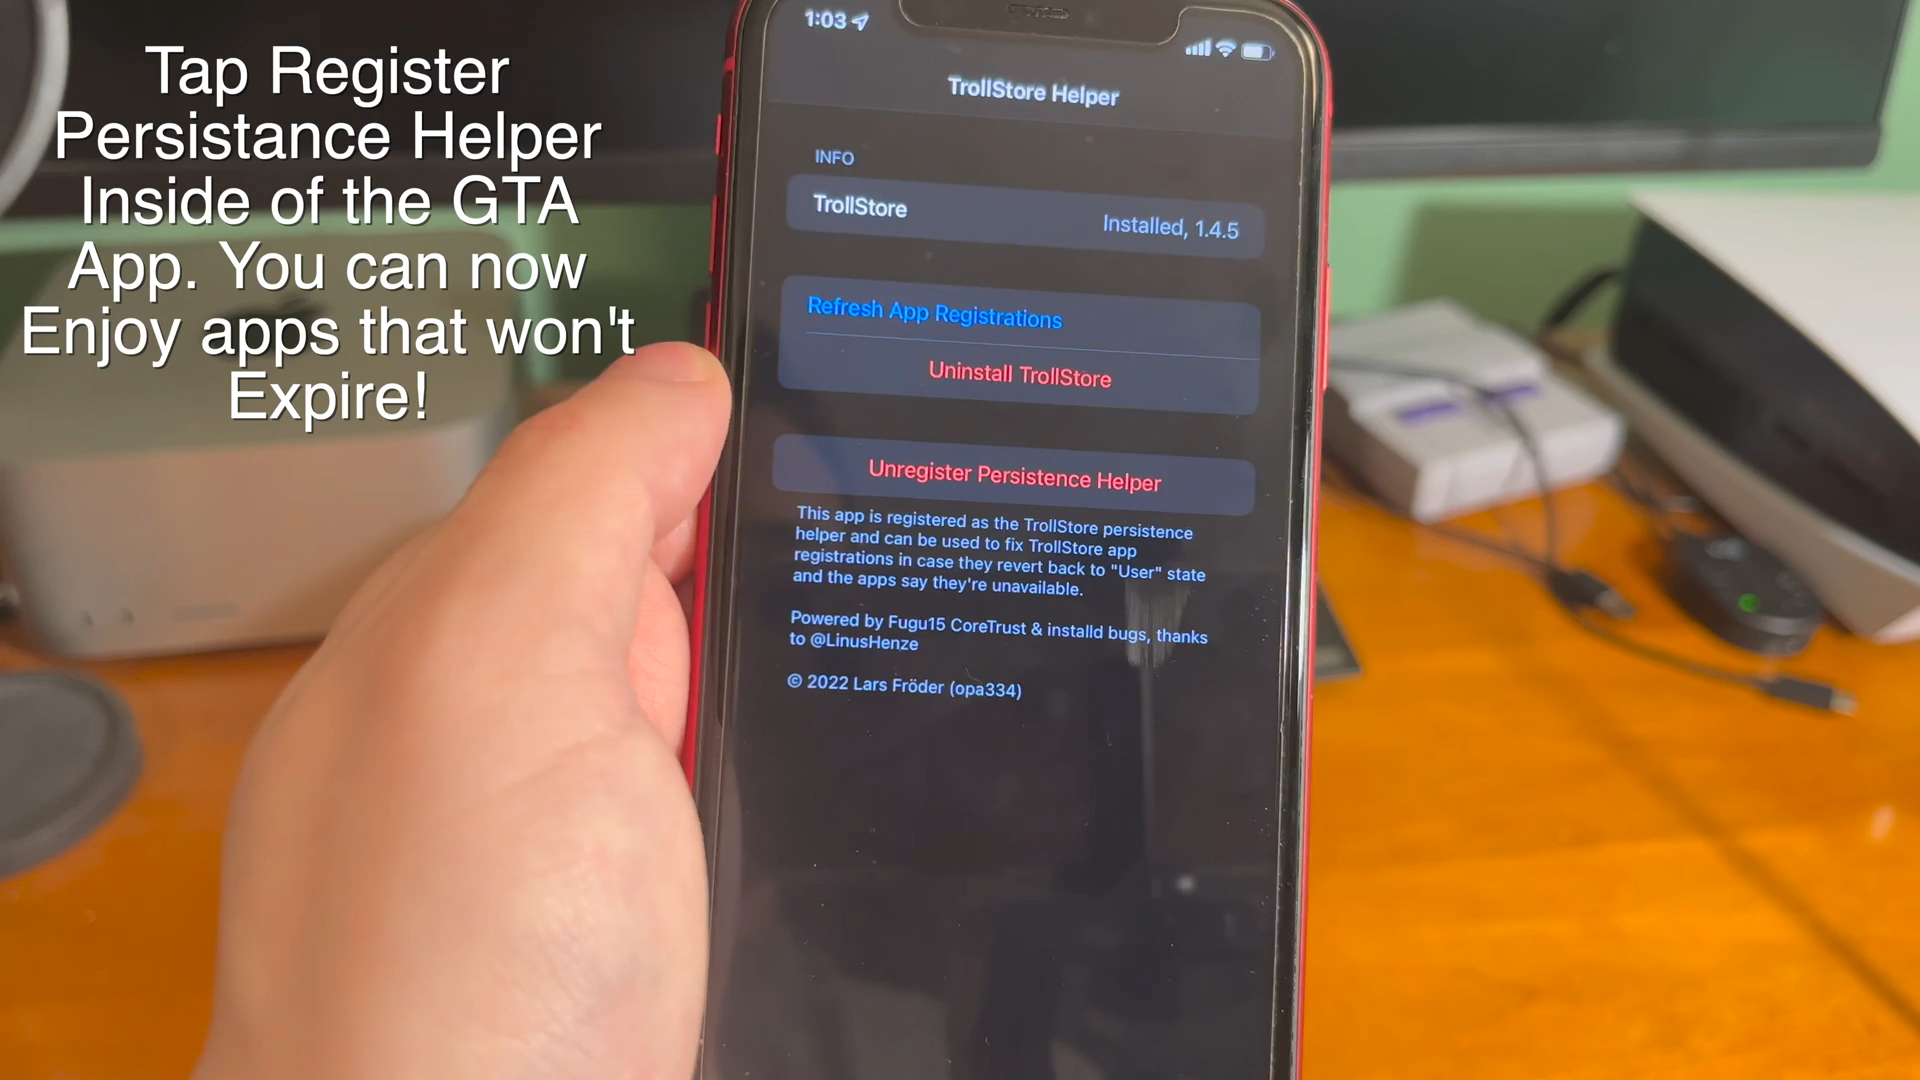 Tap Register
Persistance Helper
Inside of the GTA
App. You can now
Enjoy apps that won't
Expire!
1:03
TrollStore Helper
INFO
TrollStore
Installed, 1.4.5
Refresh App Registrations
Uninstall TrollStore
Unregister Persistence Helper
This app is registered as the TrollStore persistence
helper and can be used to fix TrollStore app
registrations in case they revert back to "User" state
and the apps say they're unavailable.
Powered by Fugu15 CoreTrust & installd bugs, thanks
to @LinusHenze
© 2022 Lars Fröder (opa334)